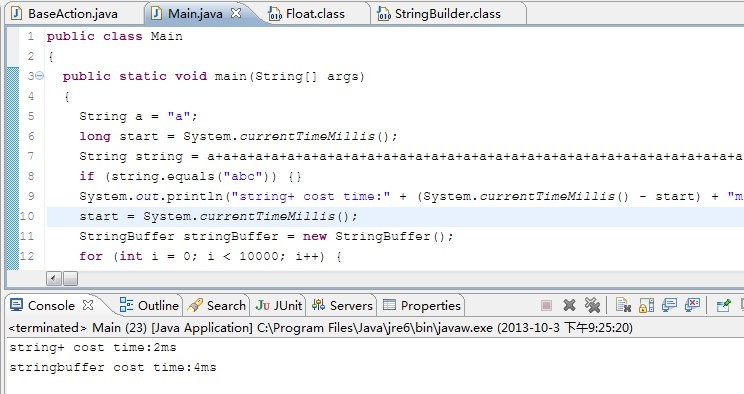 BaseAction.java Main.java Float.class StringBuilder.class
1 public class Main
2 {
3 public static void main(String[] args)
4 {
5 String a = "a";
6 long start = System.currentTimeMillis();
7 String string = a+a+a+a+a+a+a+a+a+a+a+a+a+a+a+a+a+a+a+a+a+a+a+a+a+a+a+a
8 if (string.equals("abc")) {}
9 System.out.println("string+ cost time:" + (System.currentTimeMillis() - start) + "m
10 start = System.currentTimeMillis();
11 StringBuffer stringBuffer = new StringBuffer();
12 for (int i = 0; i < 10000; i++) {
Console Outline Search JUnit Servers Properties
<terminated> Main (23) [Java Application] C:\Program Files\Java\jre6\bin\javaw.exe (2013-10-3 下午9:25:20)
string+ cost time:2ms
stringbuffer cost time:4ms